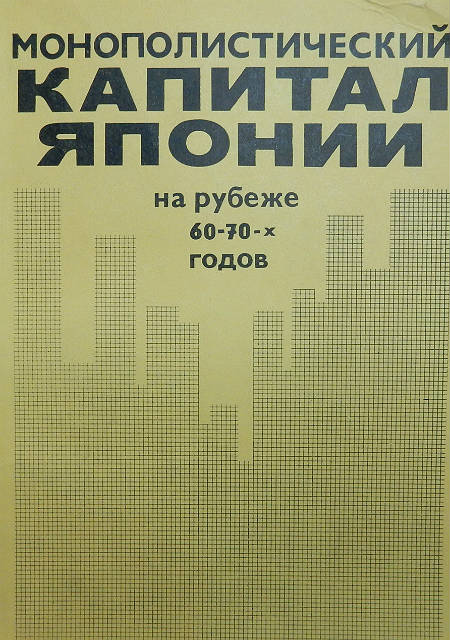 МОНОПОЛИСТИЧЕСКИЙ
КАПИТАЛ
ЯПОНИИ
на рубеже
60-70-х
годов